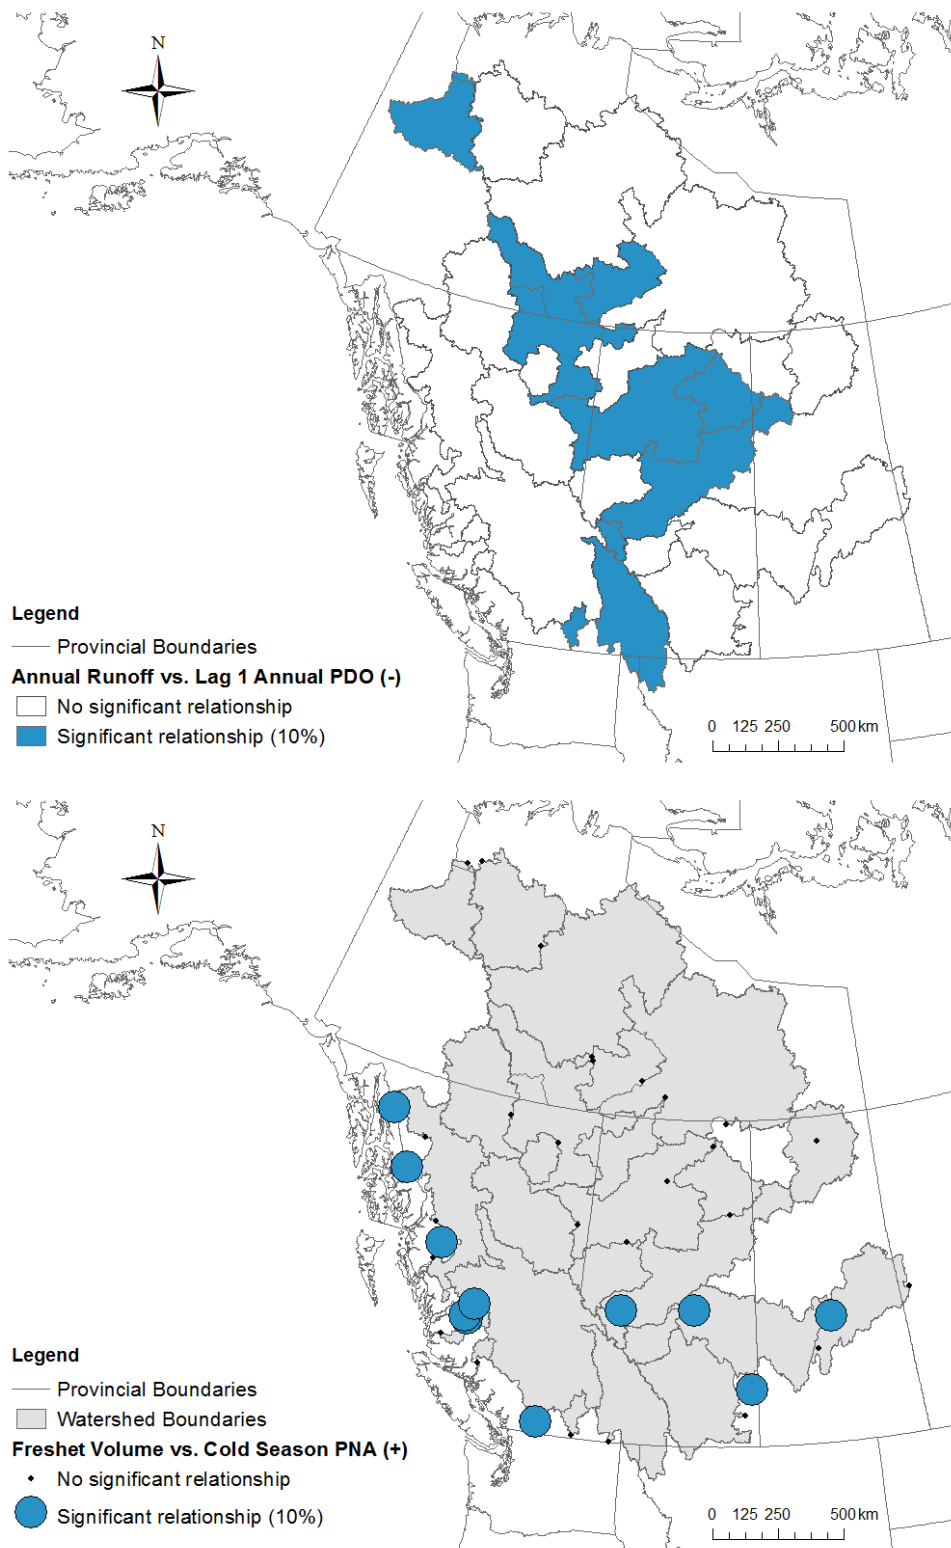 N
Legend
Provincial Boundaries
Annual Runoff vs. Lag 1 Annual PDO (-)
No significant relationship
Significant relationship (10%)
0 125 250 500 km
N
Legend
Provincial Boundaries
Watershed Boundaries
Freshet Volume vs. Cold Season PNA (+)
No significant relationship
Significant relationship (10%)
0 125 250 500 km